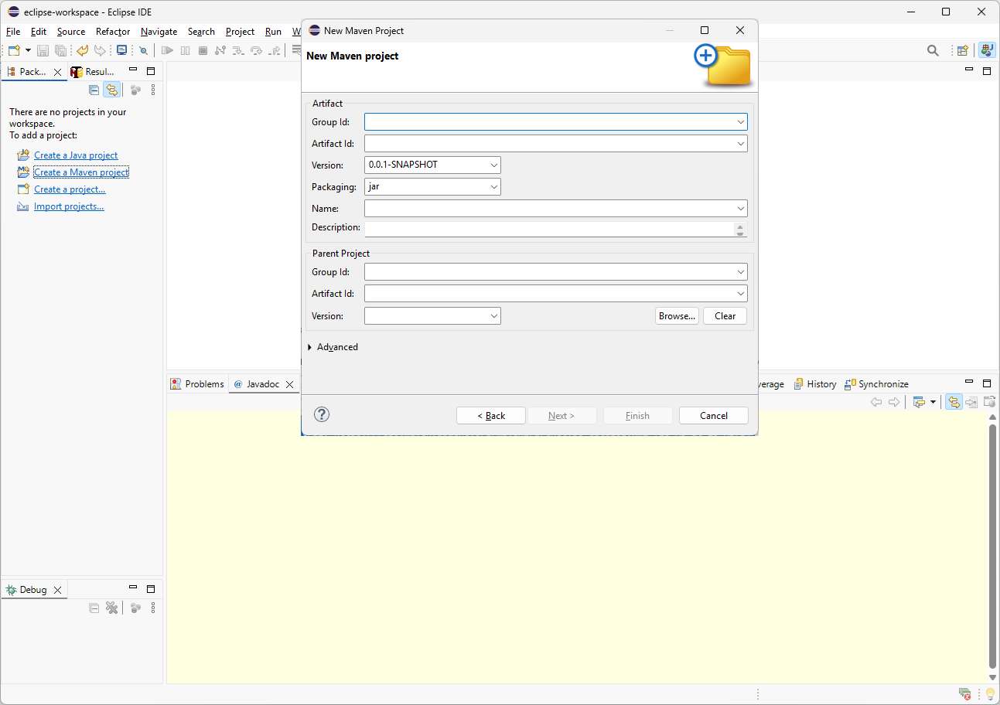 eclipse-workspace - Eclipse IDE
File Edit Source Refactor Navigate Search Project Run W
Pack... Resul...
There are no projects in your
workspace.
To add a project:
Create a Java project
Create a Maven project
Create a project...
Import projects...
New Maven Project
New Maven project
Artifact
Group Id:
Artifact Id:
Version: 0.0.1-SNAPSHOT
Packaging: jar
Name:
Description:
Parent Project
Group Id:
Artifact Id:
Version: Browse... Clear
Advanced
? < Back Next > Finish Cancel
Problems @ Javadoc verage History Synchronize
Debug